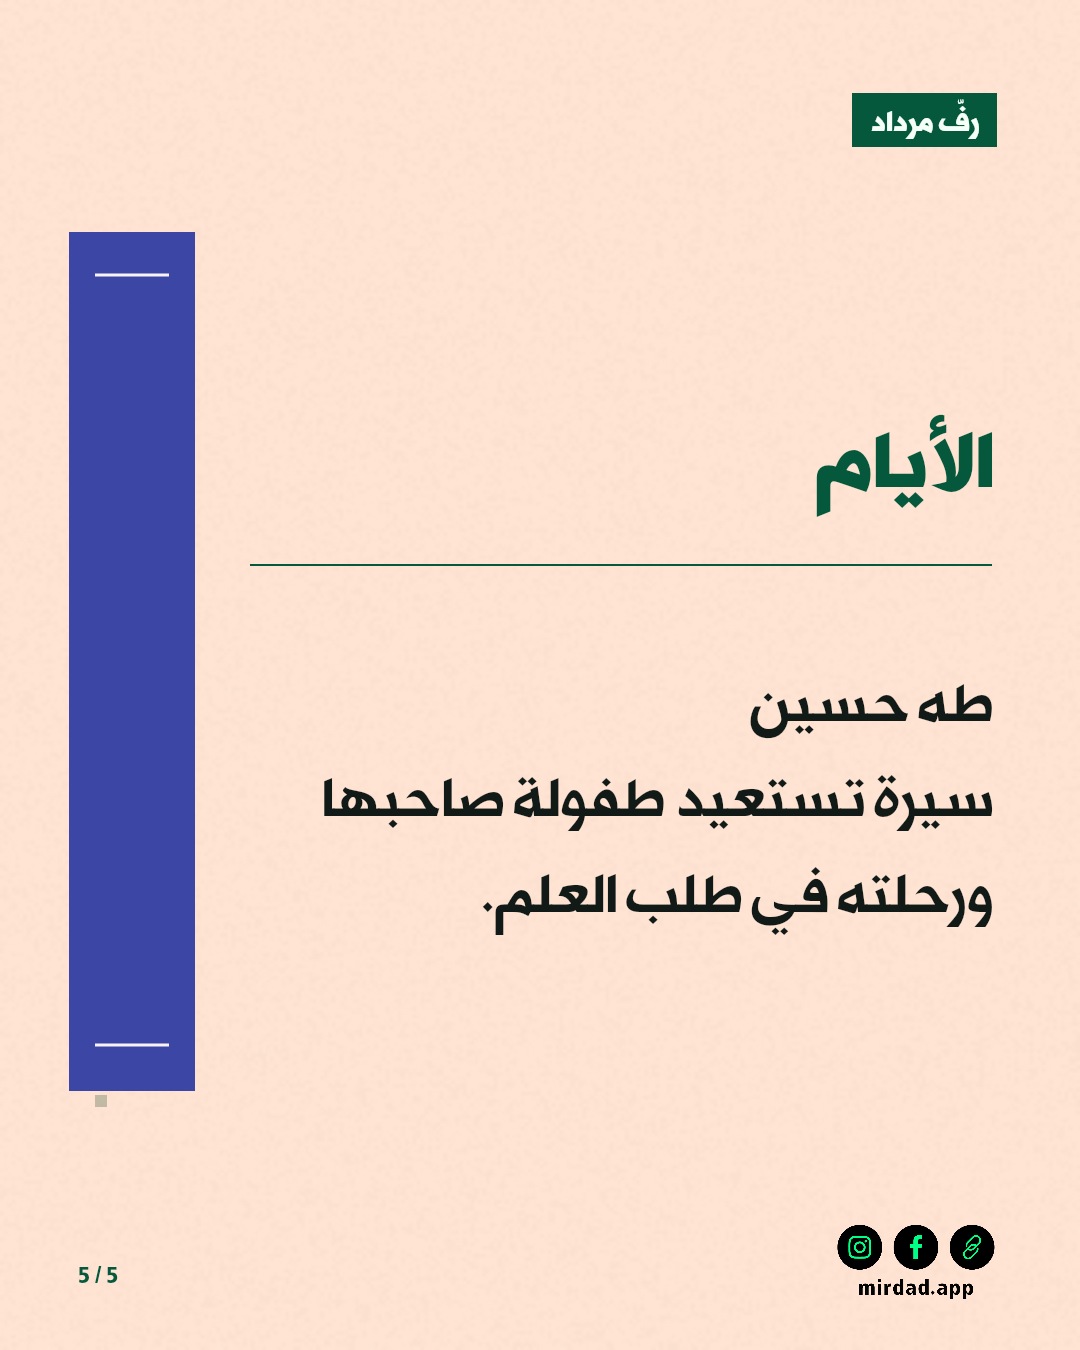 رفّ مرداد
الأيام
طه حسين
سيرة تستعيد طفولة صاحبها
ورحلته في طلب العلم.
5 / 5
mirdad.app